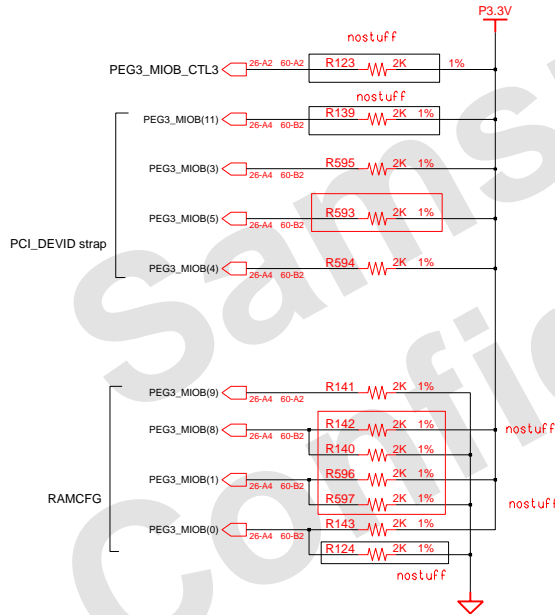 P3.3V
nostuff
PEG3_MIOB_CTL3 26-A2 60-A2 R123 2K 1%
nostuff
PEG3_MIOB(11) 26-A4 60-B2 R139 2K 1%
PEG3_MIOB(3) 26-A4 60-B2 R595 2K 1%
PEG3_MIOB(5) 26-A4 60-B2 R593 2K 1%
PCI_DEVID strap
PEG3_MIOB(4) 26-A4 60-B2 R594 2K 1%
PEG3_MIOB(9) 26-A4 60-A2 R141 2K 1%
PEG3_MIOB(8) 26-A4 60-B2 R142 2K 1% nostuff
R140 2K 1%
PEG3_MIOB(1) 26-A4 60-B2 R596 2K 1%
RAMCFG
R597 2K 1% nostuff
PEG3_MIOB(0) 26-A4 60-B2 R143 2K 1%
R124 2K 1%
nostuff